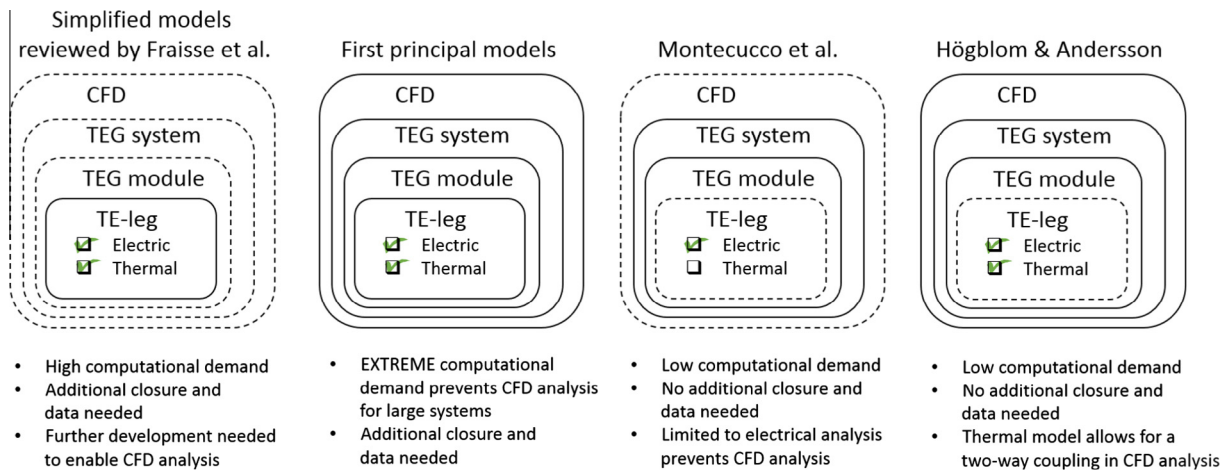 Simplified models
reviewed by Fraisse et al.
CFD
TEG system
TEG module
TE-leg
Electric
Thermal
• High computational demand
• Additional closure and
data needed
• Further development needed
to enable CFD analysis
First principal models
CFD
TEG system
TEG module
TE-leg
Electric
Thermal
• EXTREME computational
demand prevents CFD analysis
for large systems
• Additional closure and
data needed
Montecucco et al.
CFD
TEG system
TEG module
TE-leg
Electric
Thermal
• Low computational demand
• No additional closure and
data needed
• Limited to electrical analysis
prevents CFD analysis
Högblom & Andersson
CFD
TEG system
TEG module
TE-leg
Electric
Thermal
• Low computational demand
• No additional closure and
data needed
• Thermal model allows for a
two-way coupling in CFD analysis